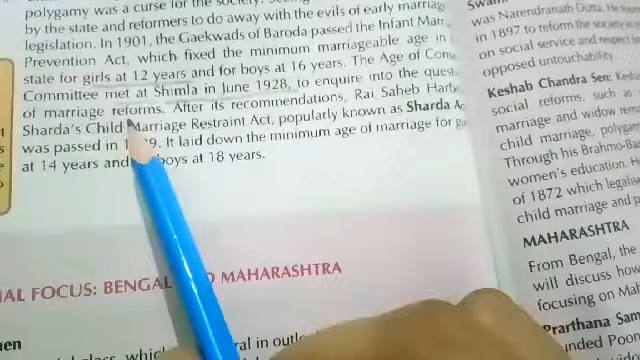 polygamy was a curse for the society.
by the state and reformers to do away with the evils of early marriag
legislation. In 1901, the Gaekwads of Baroda passed the Infant Marr
Prevention Act, which fixed the minimum marriageable age in
state for girls at 12 years and for boys at 16 years. The Age of Cons
Committee met at Shimla in June 1928, to enquire into the quest
of marriage reforms. After its recommendations, Rai Saheb Harb
Sharda's Child Marriage Restraint Act, popularly known as Sharda A
was passed in It laid down the minimum age of marriage for gi
at 14 years and boys at 18 years.
AL FOCUS: BENGAL MAHARASHTRA
was Narendranath Dutta.
in 1897 to reform the society
on social service and respect
opposed untouchability.
Keshab Chandra Sen:
social reforms, such as
marriage and widow rem
child marriage, polygam
Through his Brahmo-
women's education.
of 1872 which legalise
child marriage and p
MAHARASHTRA
From Bengal, the
will discuss how
focusing on Mah
Prarthana Sam
unded Poon